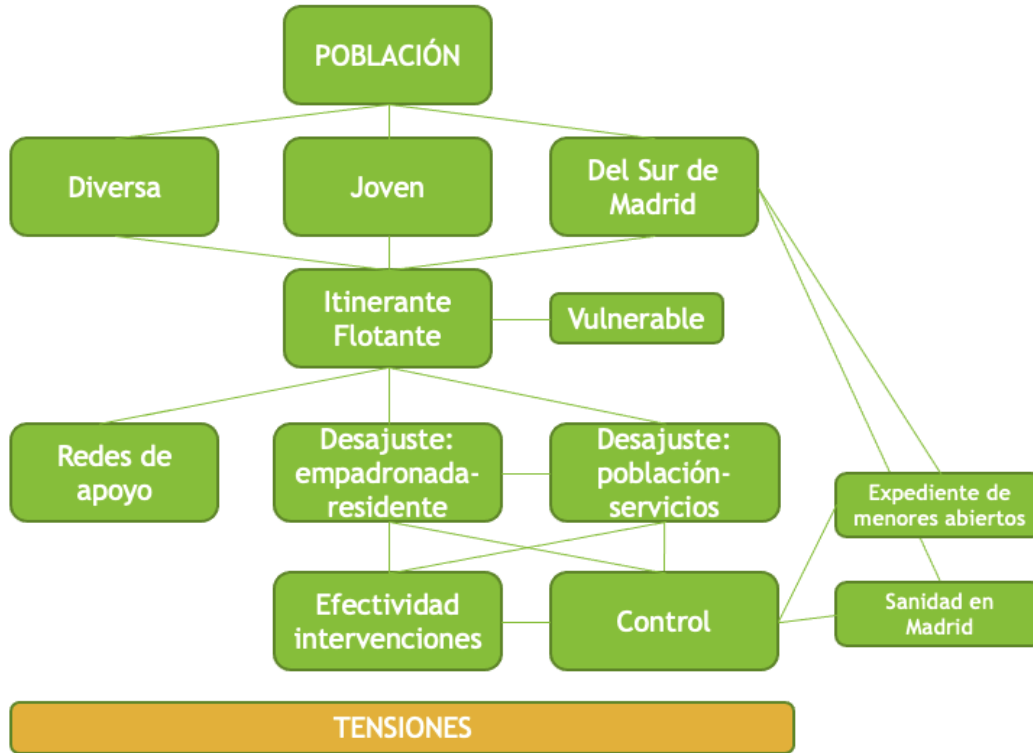 POBLACIÓN
Diversa
Joven
Del Sur de
Madrid
Itinerante
Flotante
Vulnerable
Redes de
apoyo
Desajuste:
empadronada-
residente
Desajuste:
población-
servicios
Expediente de
menores abiertos
Efectividad
intervenciones
Control
Sanidad en
Madrid
TENSIONES